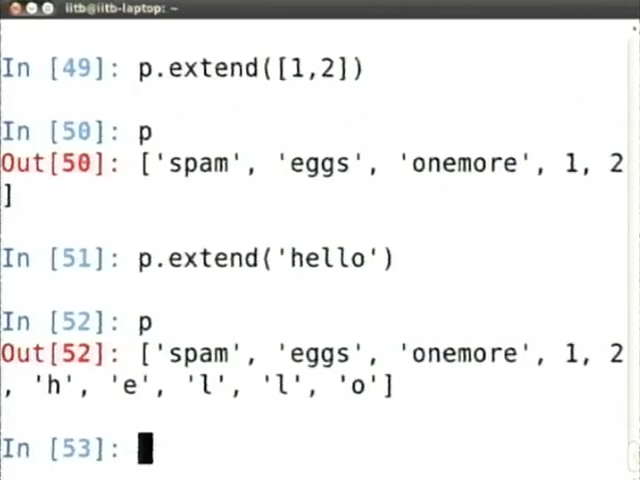 iitb@iitb-laptop: ~
In [49]: p.extend([1,2])
In [50]: p
Out[50]: ['spam', 'eggs', 'onemore', 1, 2
]
In [51]: p.extend('hello')
In [52]: p
Out[52]: ['spam', 'eggs', 'onemore', 1, 2
, 'h', 'e', 'l', 'l', 'o']
In [53]: